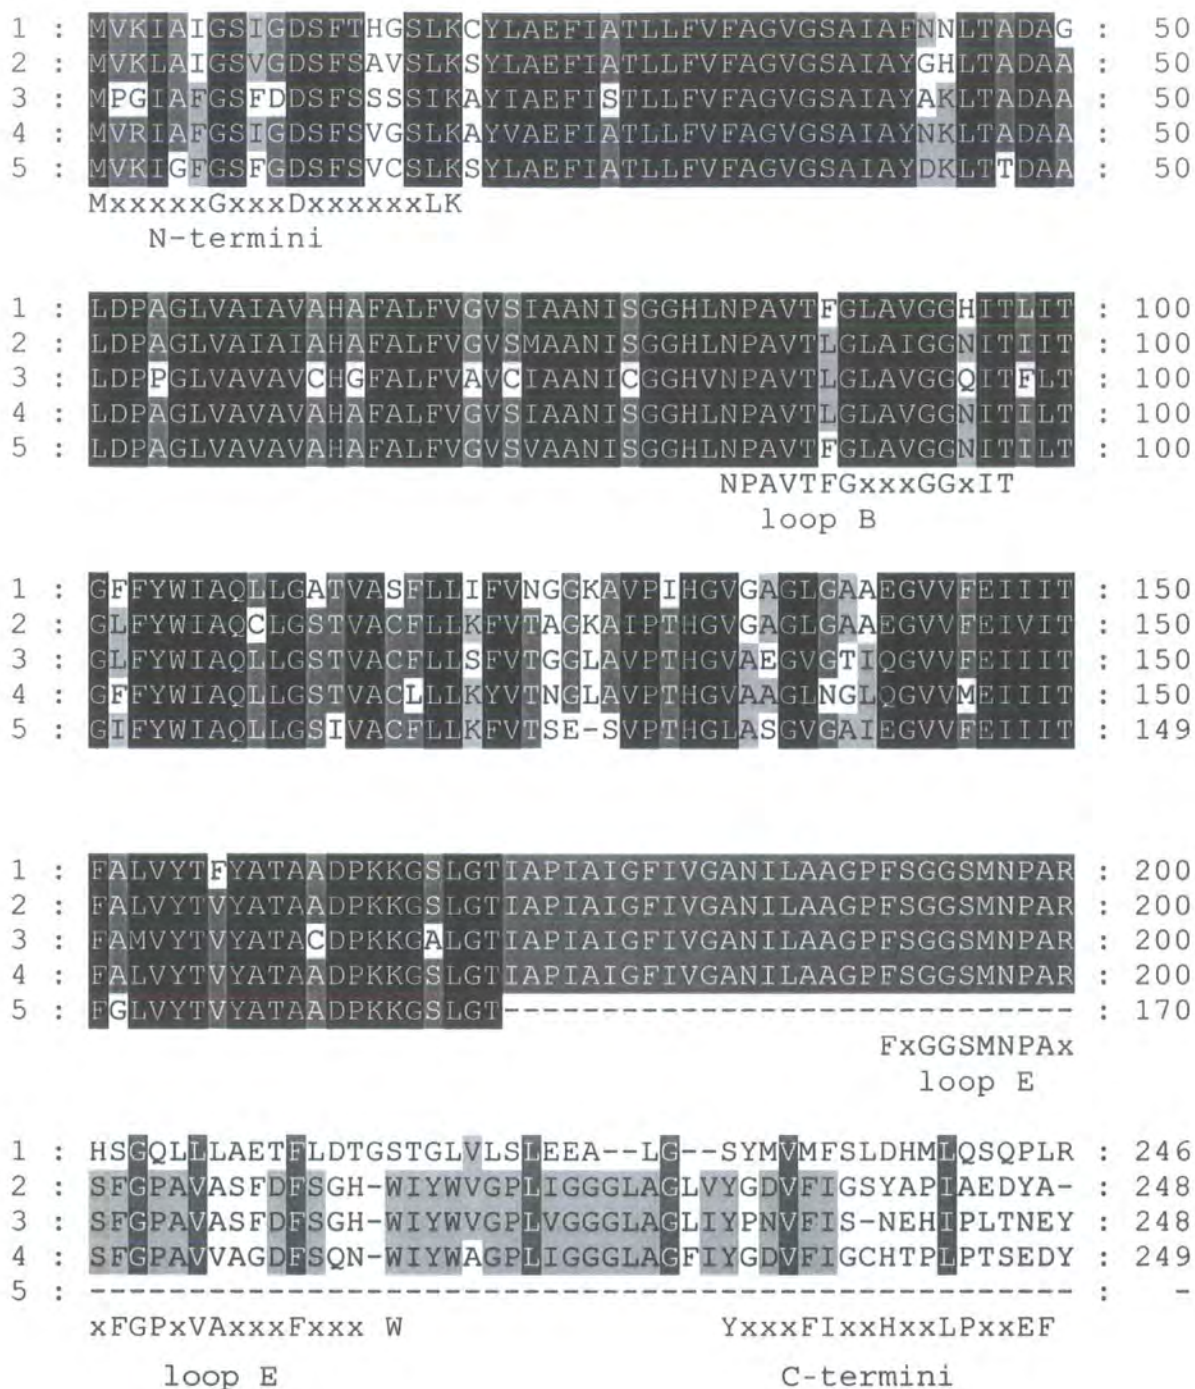 1 : MVKIAIGSIGDSFTHGSLKCYLAEFIATLLFVFAGVGSAIAFNNLTADAG : 50
2 : MVKLAIGSVGDSFSAVSLKSYLAEFIATLLFVFAGVGSAIAYGHLTADAA : 50
3 : MPGIAFGSFDDSFSSSSIKAYIAEFISTLLFVFAGVGSAIAYAKLTADAA : 50
4 : MVRIAFGSIGDSFSVGSLKAYVAEFIATLLFVFAGVGSAIAYNKLTADAA : 50
5 : MVKIGFGSFGDSFSVCSLKSYLAEFIATLLFVFAGVGSAIAYDKLTTDAA : 50
MxxxxxGxxxDxxxxxxLK
N-termini
1 : LDPAGLVAIAVAHAFALFVGVSIAANISGGHLNPAVTFGLAVGGHITLIT : 100
2 : LDPAGLVAIAIAHAFALFVGVSMAANISGGHLNPAVTLGLAIGGNITIIT : 100
3 : LDPPGLVAVAVCHGFALFVAVCIAANICGGHVNPAVTLGLAVGGQITFLT : 100
4 : LDPAGLVAVAVAHAFALFVGVSIAANISGGHLNPAVTLGLAVGGNITILT : 100
5 : LDPAGLVAVAVAHAFALFVGVSVAANISGGHLNPAVTFGLAVGGNITILT : 100
NPAVTFGxxxGGxIT
loop B
1 : GFFYWIAQLLGATVASFLLIFVNGGKAVPIHGVGAGLGAAEGVVFEIIIT : 150
2 : GLFYWIAQCLGSTVACFLLKFVTAGKAIPTHGVGAGLGAAEGVVFEIVIT : 150
3 : GLFYWIAQLLGSTVACFLLSFVTGGLAVPTHGVAEGVGTIQGVVFEIIIT : 150
4 : GFFYWIAQLLGSTVACLLLKYVTNGLAVPTHGVAAGLNGLQGVVMEIIIT : 150
5 : GIFYWIAQLLGSIVACFLLKFVTSE-SVPTHGLASGVGAIEGVVFEIIIT : 149
1 : FALVYTFYATAADPKKGSLGTIAPIAIGFIVGANILAAGPFSGGSMNPAR : 200
2 : FALVYTVYATAADPKKGSLGTIAPIAIGFIVGANILAAGPFSGGSMNPAR : 200
3 : FAMVYTVYATACDPKKGALGTIAPIAIGFIVGANILAAGPFSGGSMNPAR : 200
4 : FALVYTVYATAADPKKGSLGTIAPIAIGFIVGANILAAGPFSGGSMNPAR : 200
5 : FGLVYTVYATAADPKKGSLGT----------------------------- : 170
FxGGSMNPAx
loop E
1 : HSGQLLLAETFLDTGSTGLVLSLEEA--LG--SYMVMFSLDHMLQSQPLR : 246
2 : SFGPAVASFDFSGH-WIYWVGPLIGGGLAGLVYGDVFIGSYAPIAEDYA- : 248
3 : SFGPAVASFDFSGH-WIYWVGPLVGGGLAGLIYPNVFIS-NEHIPLTNEY : 248
4 : SFGPAVVAGDFSQN-WIYWAGPLIGGGLAGFIYGDVFIGCHTPLPTSEDY : 249
5 : -------------------------------------------------- : -
xFGPxVAxxxFxxx W YxxxFIxxHxxLPxxEF
loop E C-termini